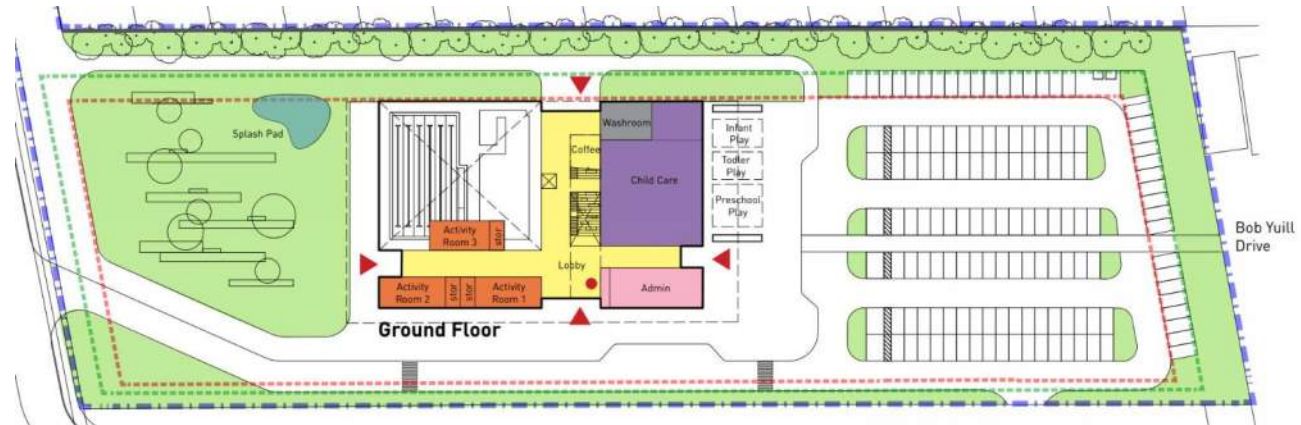 Splash Pad
Washroom
Coffee
Child Care
Infant
Play
Todler
Play
Preschool
Play
Activity
Room 3
stor
Lobby
Activity
Room 2
stor
stor
Activity
Room 1
Admin
Bob Yuill
Drive
Ground Floor